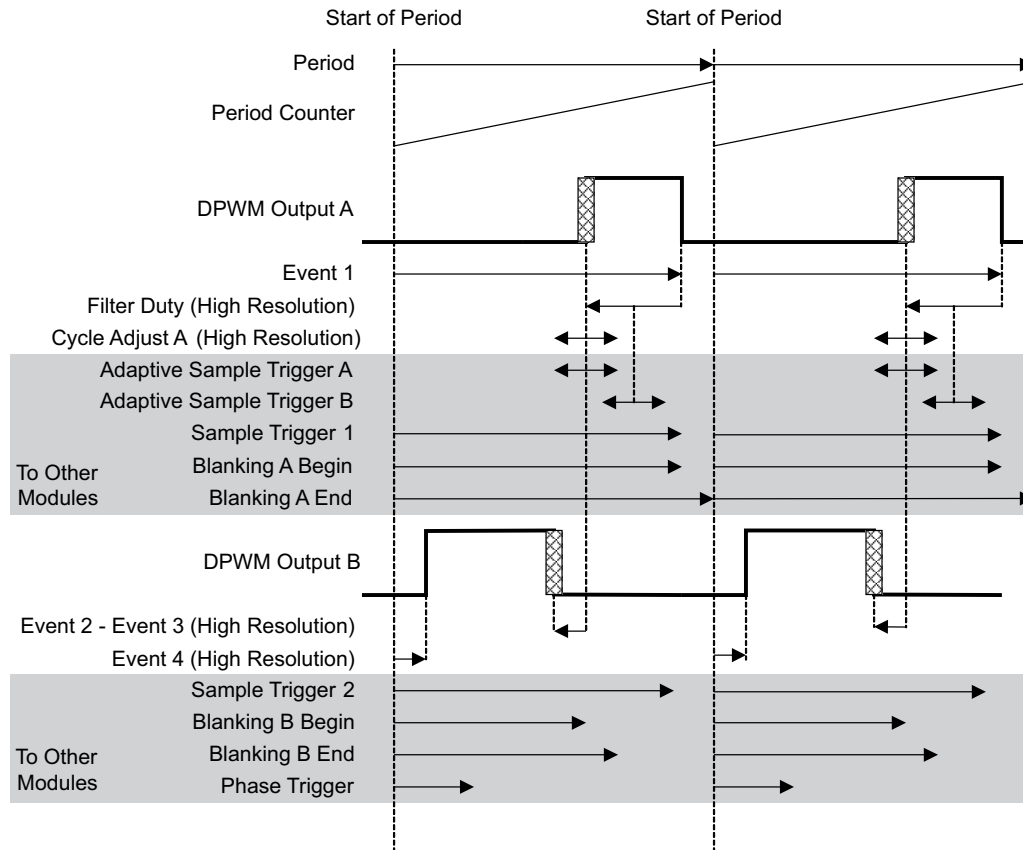 Start of Period Start of Period
Period
Period Counter
DPWM Output A
Event 1
Filter Duty (High Resolution)
Cycle Adjust A (High Resolution)
Adaptive Sample Trigger A
Adaptive Sample Trigger B
Sample Trigger 1
Blanking A Begin
To Other
Modules
Blanking A End
DPWM Output B
Event 2 - Event 3 (High Resolution)
Event 4 (High Resolution)
Sample Trigger 2
Blanking B Begin
To Other
Modules
Blanking B End
Phase Trigger